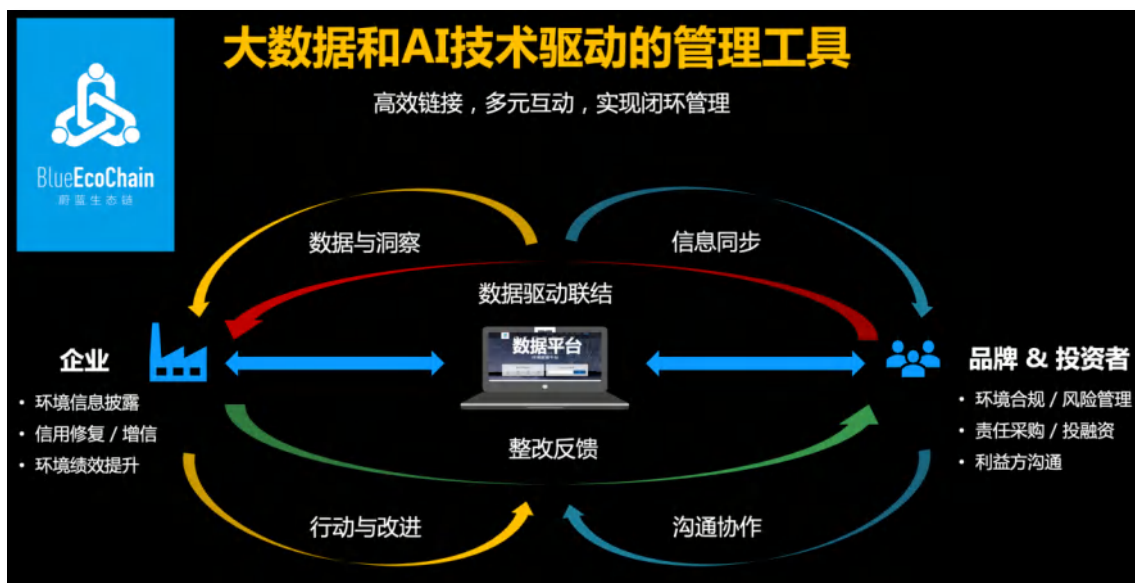 大数据和AI技术驱动的管理工具
高效链接，多元互动，实现闭环管理
BlueEcoChain
蔚蓝生态链
数据与洞察
信息同步
数据驱动联结
数据平台
企业
• 环境信息披露
• 信用修复 / 增信
• 环境绩效提升
品牌 & 投资者
• 环境合规 / 风险管理
• 责任采购 / 投融资
• 利益方沟通
整改反馈
行动与改进
沟通协作